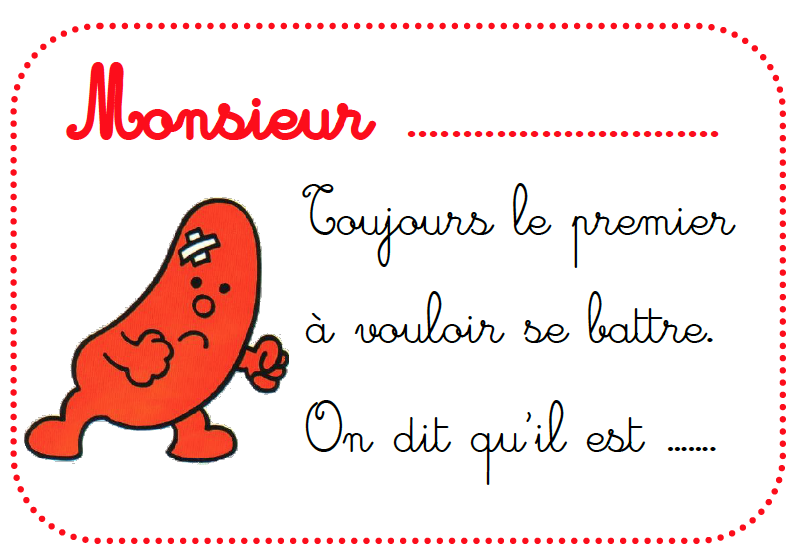 Monsieur ..............................
Toujours le premier
à vouloir se battre.
On dit qu'il est .......